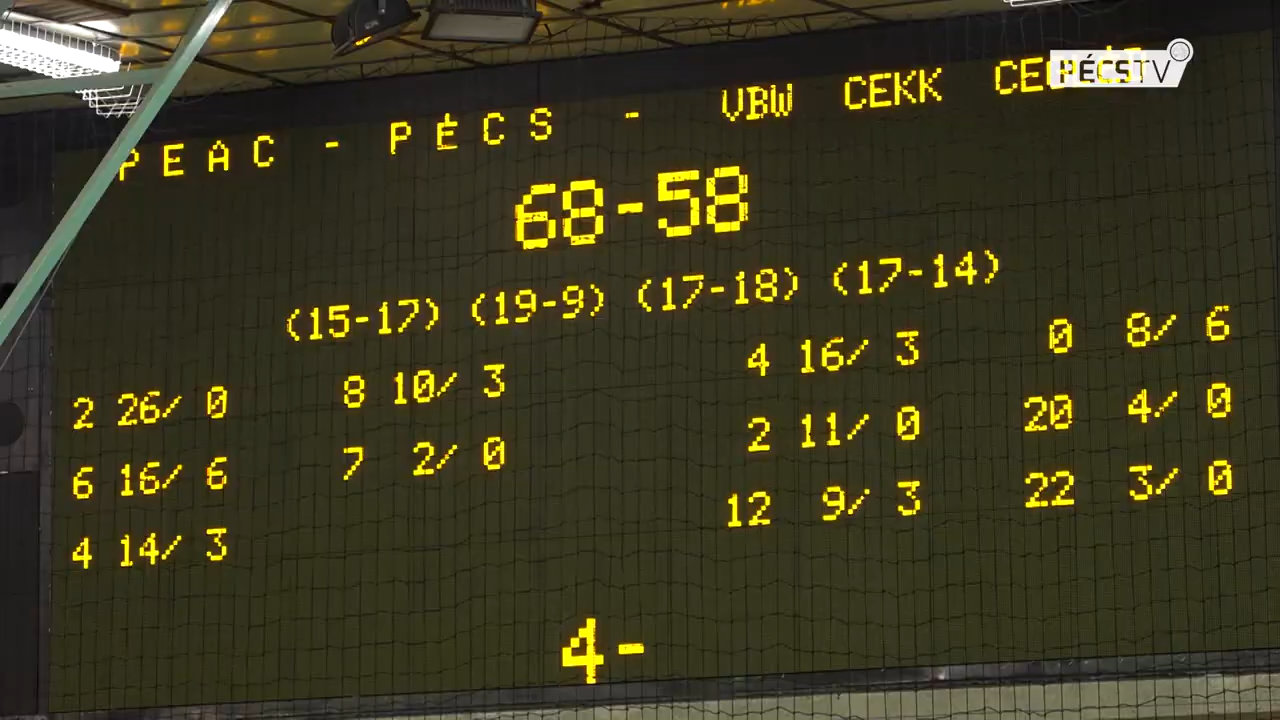 PÉCSTV
PEAC - PÉCS - VBW CEKK
68-58
(15-17) (19-9) (17-18) (17-14)
2 26/ 0 8 10/ 3 4 16/ 3 0 8/ 6
6 16/ 6 7 2/ 0 2 11/ 0 20 4/ 0
4 14/ 3 12 9/ 3 22 3/ 0
4-